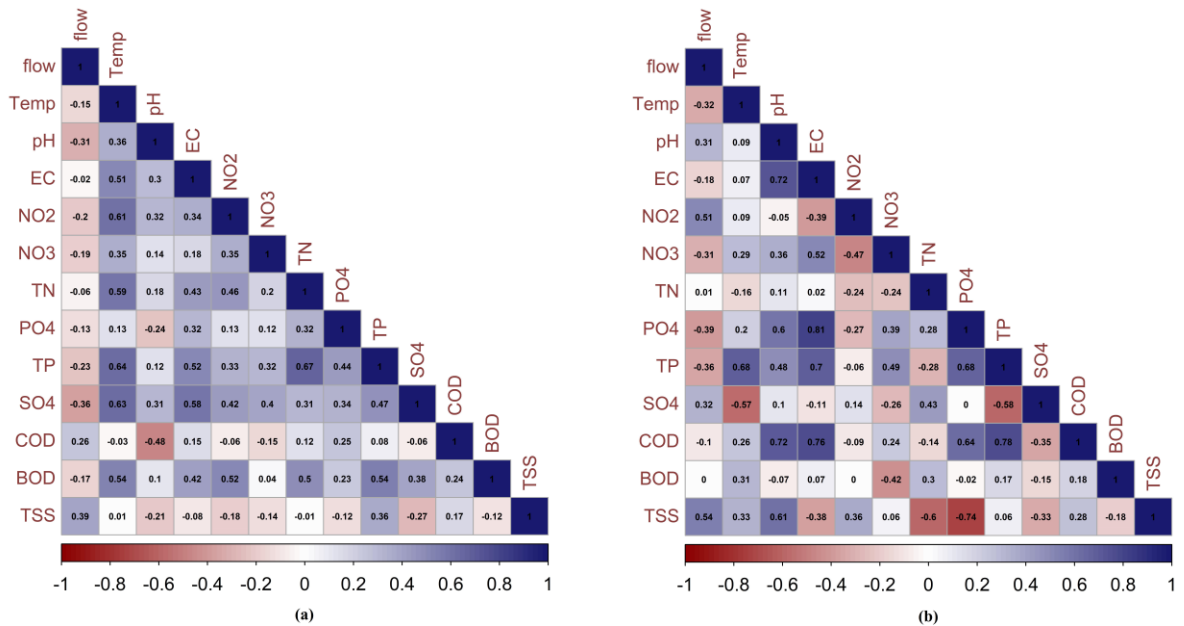 flow
Temp
pH
EC
NO2
NO3
TN
PO4
TP
SO4
COD
BOD
TSS
flow 1
Temp -0.15 1
pH -0.31 0.36 1
EC -0.02 0.51 0.3 1
NO2 -0.2 0.61 0.32 0.34 1
NO3 -0.19 0.35 0.14 0.18 0.35 1
TN -0.06 0.59 0.18 0.43 0.46 0.2 1
PO4 -0.13 0.13 -0.24 0.32 0.13 0.12 0.32 1
TP -0.23 0.64 0.12 0.52 0.33 0.32 0.67 0.44 1
SO4 -0.36 0.63 0.31 0.58 0.42 0.4 0.31 0.34 0.47 1
COD 0.26 -0.03 -0.48 0.15 -0.06 -0.15 0.12 0.25 0.08 -0.06 1
BOD -0.17 0.54 0.1 0.42 0.52 0.04 0.5 0.23 0.54 0.38 0.24 1
TSS 0.39 0.01 -0.21 -0.08 -0.18 -0.14 -0.01 -0.12 0.36 -0.27 0.17 -0.12 1
-1 -0.8 -0.6 -0.4 -0.2 0 0.2 0.4 0.6 0.8 1
(a)
flow
Temp
pH
EC
NO2
NO3
TN
PO4
TP
SO4
COD
BOD
TSS
flow 1
Temp -0.32 1
pH 0.31 0.09 1
EC -0.18 0.07 0.72 1
NO2 0.51 0.09 -0.05 -0.39 1
NO3 -0.31 0.29 0.36 0.52 -0.47 1
TN 0.01 -0.16 0.11 0.02 -0.24 -0.24 1
PO4 -0.39 0.2 0.6 0.81 -0.27 0.39 0.28 1
TP -0.36 0.68 0.48 0.7 -0.06 0.49 -0.28 0.68 1
SO4 0.32 -0.57 0.1 -0.11 0.14 -0.26 0.43 0 -0.58 1
COD -0.1 0.26 0.72 0.76 -0.09 0.24 -0.14 0.64 0.78 -0.35 1
BOD 0 0.31 -0.07 0.07 0 -0.42 0.3 -0.02 0.17 -0.15 0.18 1
TSS 0.54 0.33 0.61 -0.38 0.36 0.06 -0.6 -0.74 0.06 -0.33 0.28 -0.18 1
-1 -0.8 -0.6 -0.4 -0.2 0 0.2 0.4 0.6 0.8 1
(b)